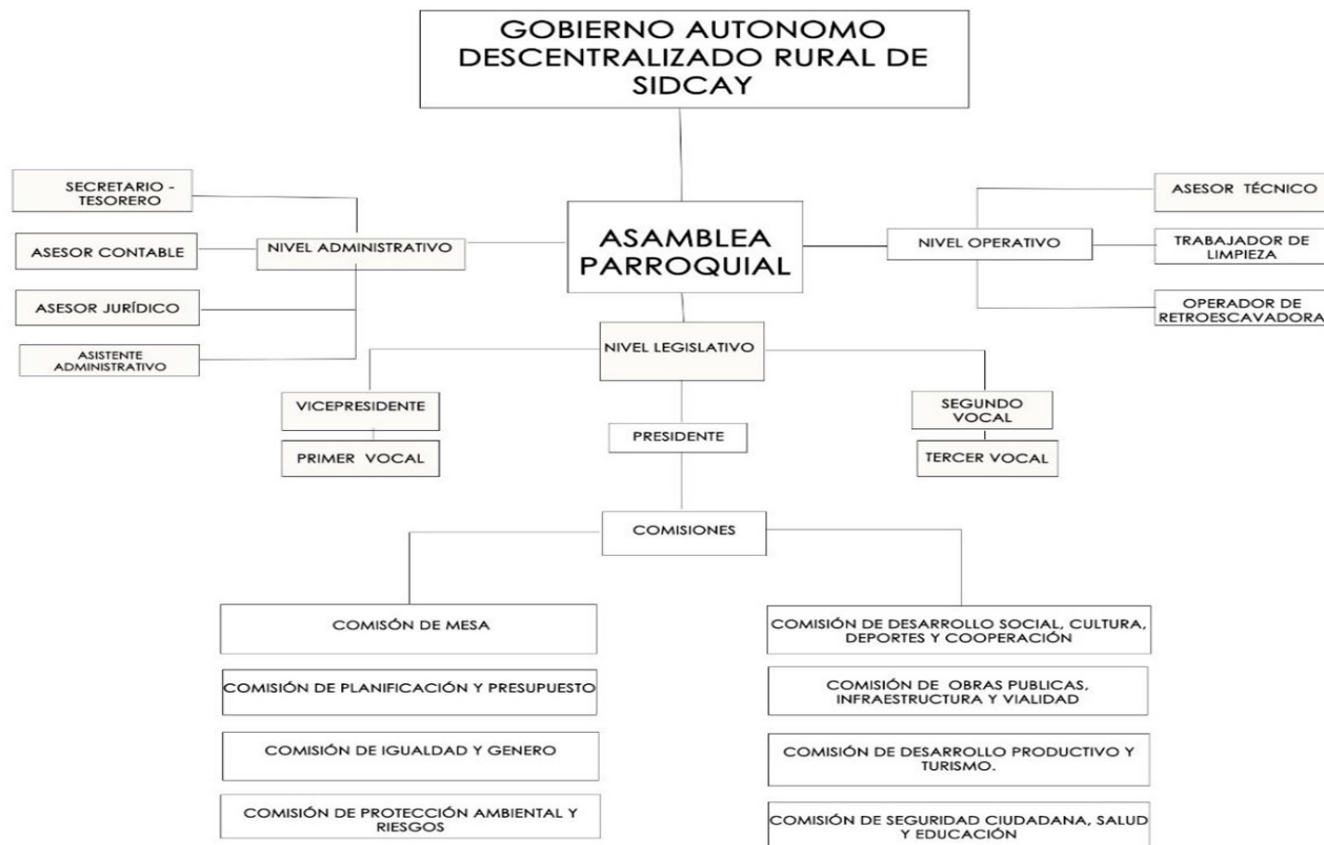 GOBIERNO AUTONOMO
DESCENTRALIZADO RURAL DE
SIDCAY
SECRETARIO -
TESORERO
ASESOR CONTABLE
ASESOR JURÍDICO
ASISTENTE
ADMINISTRATIVO
NIVEL ADMINISTRATIVO
ASAMBLEA
PARROQUIAL
NIVEL OPERATIVO
ASESOR TÉCNICO
TRABAJADOR DE
LIMPIEZA
OPERADOR DE
RETROESCAVADORA
NIVEL LEGISLATIVO
VICEPRESIDENTE
PRIMER VOCAL
PRESIDENTE
SEGUNDO
VOCAL
TERCER VOCAL
COMISIONES
COMISÓN DE MESA
COMISIÓN DE PLANIFICACIÓN Y PRESUPUESTO
COMISIÓN DE IGUALDAD Y GENERO
COMISIÓN DE PROTECCIÓN AMBIENTAL Y
RIESGOS
COMISIÓN DE DESARROLLO SOCIAL, CULTURA,
DEPORTES Y COOPERACIÓN
COMISIÓN DE OBRAS PUBLICAS,
INFRAESTRUCTURA Y VIALIDAD
COMISIÓN DE DESARROLLO PRODUCTIVO Y
TURISMO.
COMISIÓN DE SEGURIDAD CIUDADANA, SALUD
Y EDUCACIÓN